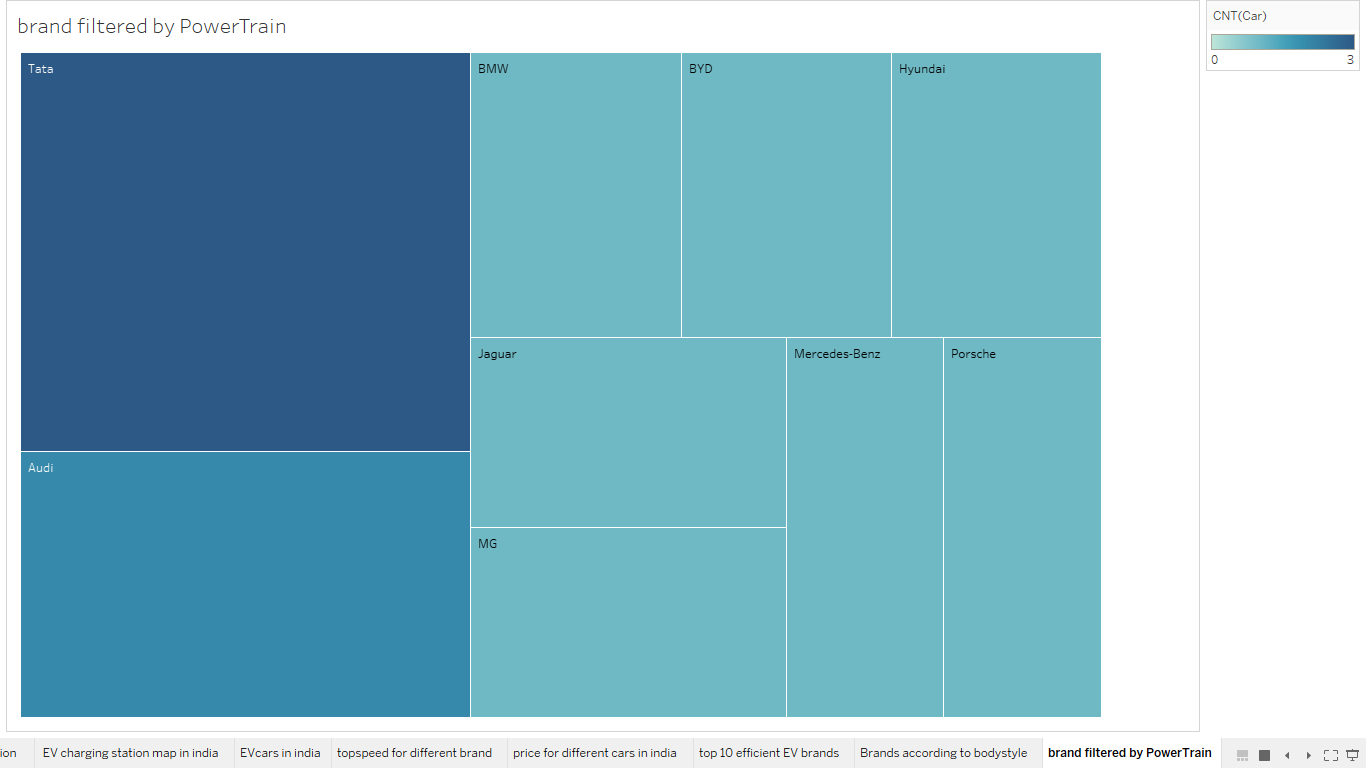 brand filtered by PowerTrain
CNT(Car)
0 3
Tata
BMW
BYD
Hyundai
Jaguar
Mercedes-Benz
Porsche
Audi
MG
ion
EV charging station map in india
EVcars in india
topspeed for different brand
price for different cars in india
top 10 efficient EV brands
Brands according to bodystyle
brand filtered by PowerTrain